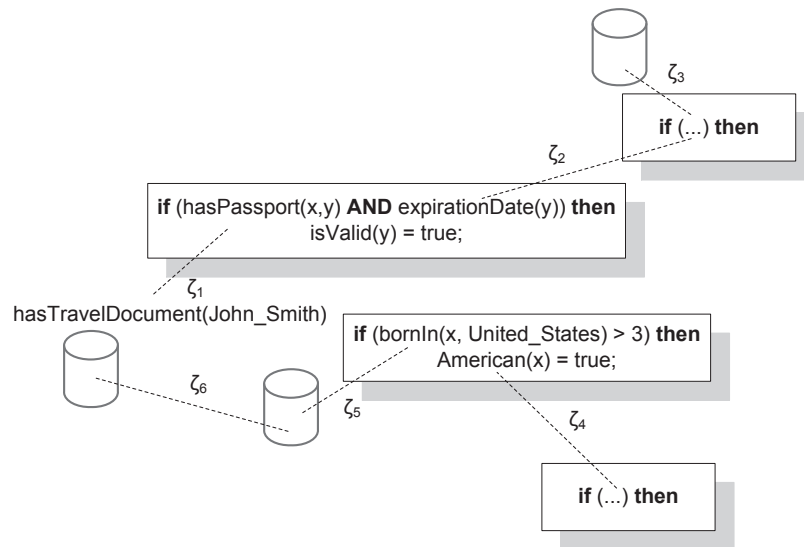 ζ3
if (...) then
ζ2
if (hasPassport(x,y) AND expirationDate(y)) then
isValid(y) = true;
ζ1
hasTravelDocument(John_Smith)
if (bornIn(x, United_States) > 3) then
American(x) = true;
ζ6
ζ5
ζ4
if (...) then